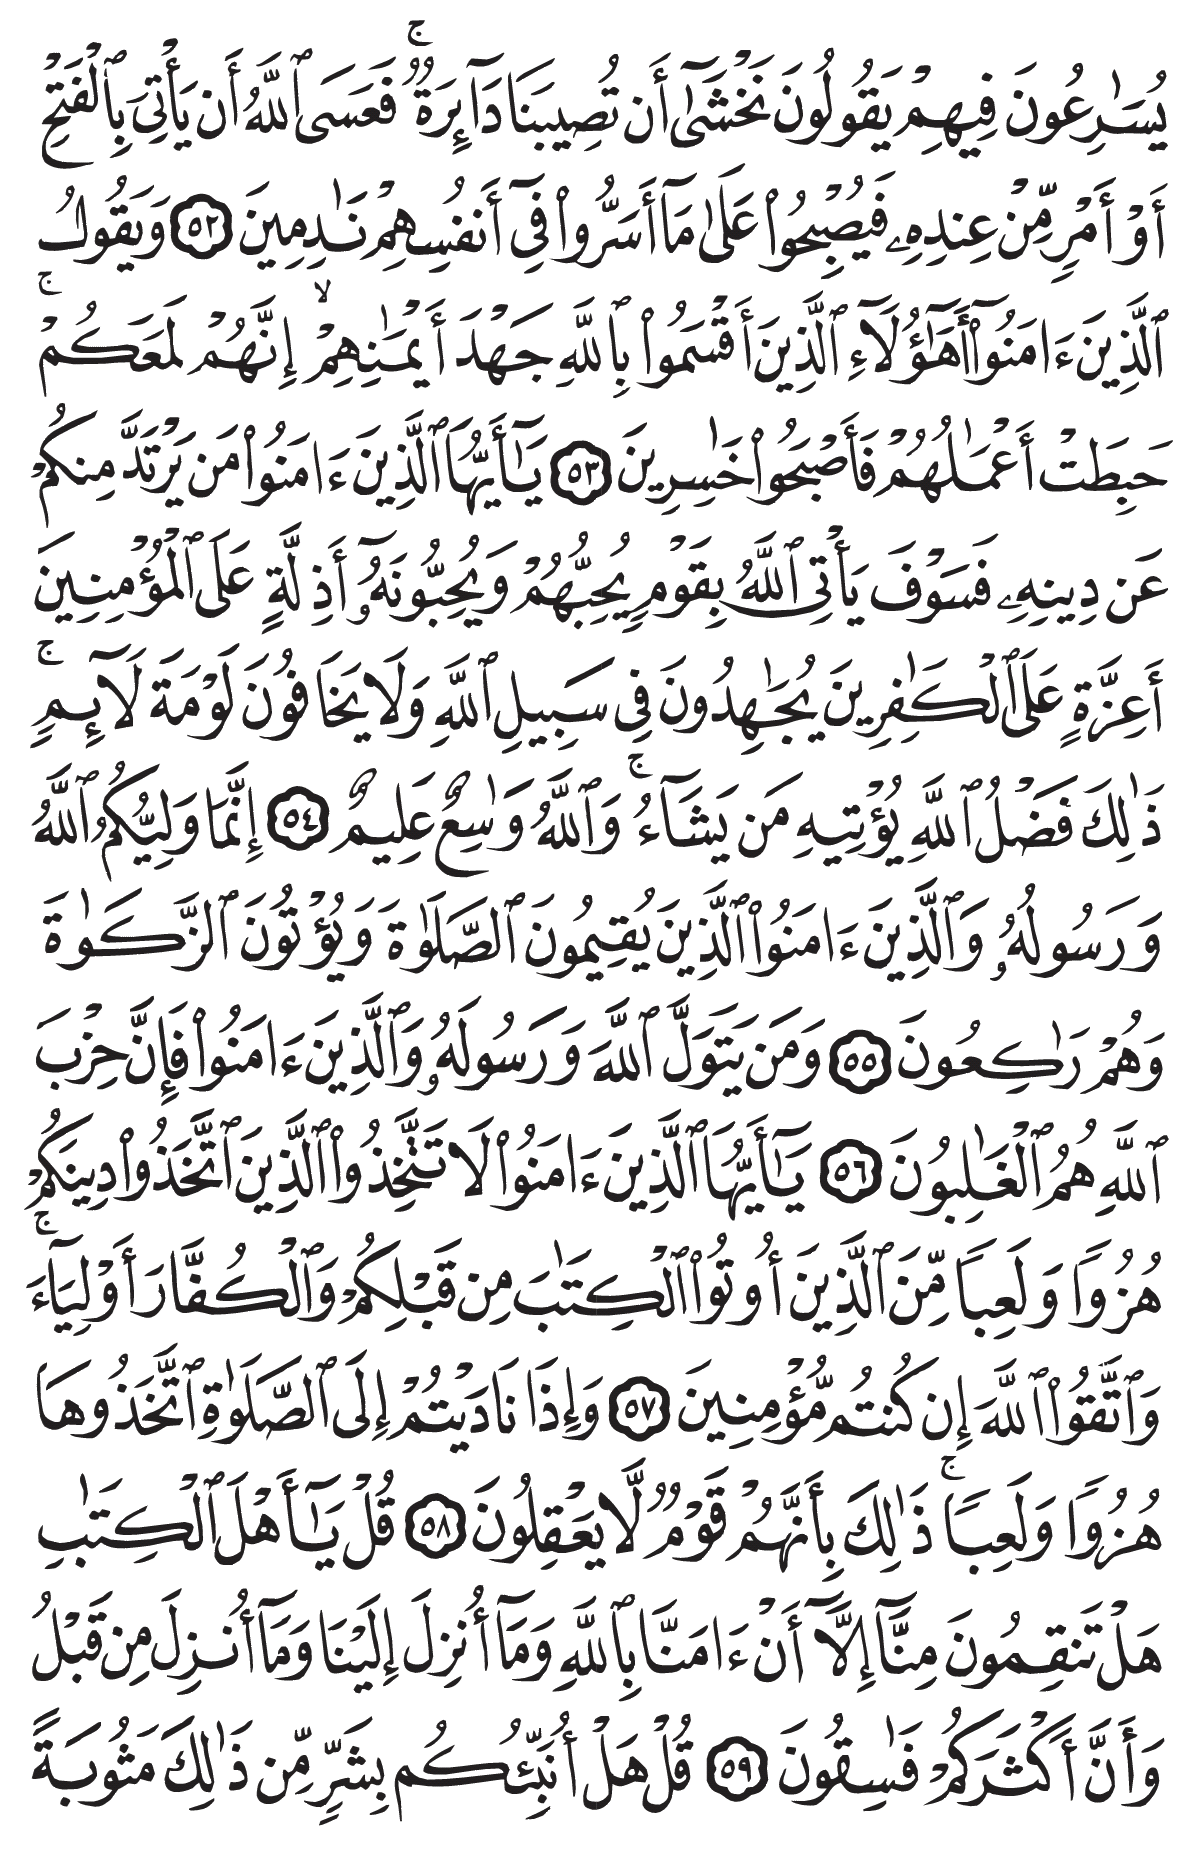 يُسَٰرِعُونَ فِيهِمْ يَقُولُونَ نَخْشَىٰٓ أَن تُصِيبَنَا دَآئِرَةٌ ۚ فَعَسَى ٱللَّهُ أَن يَأْتِىَ بِٱلْفَتْحِ
أَوْ أَمْرٍ مِّنْ عِندِهِۦ فَيُصْبِحُوا۟ عَلَىٰ مَآ أَسَرُّوا۟ فِىٓ أَنفُسِهِمْ نَـٰدِمِينَ ٥٢ وَيَقُولُ
ٱلَّذِينَ ءَامَنُوٓا۟ أَهَـٰٓؤُلَآءِ ٱلَّذِينَ أَقْسَمُوا۟ بِٱللَّهِ جَهْدَ أَيْمَـٰنِهِمْ ۙ إِنَّهُمْ لَمَعَكُمْ ۚ
حَبِطَتْ أَعْمَـٰلُهُمْ فَأَصْبَحُوا۟ خَـٰسِرِينَ ٥٣ يَـٰٓأَيُّهَا ٱلَّذِينَ ءَامَنُوا۟ مَن يَرْتَدَّ مِنكُمْ
عَن دِينِهِۦ فَسَوْفَ يَأْتِى ٱللَّهُ بِقَوْمٍ يُحِبُّهُمْ وَيُحِبُّونَهُۥٓ أَذِلَّةٍ عَلَى ٱلْمُؤْمِنِينَ
أَعِزَّةٍ عَلَى ٱلْكَـٰفِرِينَ يُجَـٰهِدُونَ فِى سَبِيلِ ٱللَّهِ وَلَا يَخَافُونَ لَوْمَةَ لَآئِمٍ ۚ
ذَٰلِكَ فَضْلُ ٱللَّهِ يُؤْتِيهِ مَن يَشَآءُ ۚ وَٱللَّهُ وَٰسِعٌ عَلِيمٌ ٥٤ إِنَّمَا وَلِيُّكُمُ ٱللَّهُ
وَرَسُولُهُۥ وَٱلَّذِينَ ءَامَنُوا۟ ٱلَّذِينَ يُقِيمُونَ ٱلصَّلَوٰةَ وَيُؤْتُونَ ٱلزَّكَوٰةَ
وَهُمْ رَٰكِعُونَ ٥٥ وَمَن يَتَوَلَّ ٱللَّهَ وَرَسُولَهُۥ وَٱلَّذِينَ ءَامَنُوا۟ فَإِنَّ حِزْبَ
ٱللَّهِ هُمُ ٱلْغَـٰلِبُونَ ٥٦ يَـٰٓأَيُّهَا ٱلَّذِينَ ءَامَنُوا۟ لَا تَتَّخِذُوا۟ ٱلَّذِينَ ٱتَّخَذُوا۟ دِينَكُمْ
هُزُوًا وَلَعِبًا مِّنَ ٱلَّذِينَ أُوتُوا۟ ٱلْكِتَـٰبَ مِن قَبْلِكُمْ وَٱلْكُفَّارَ أَوْلِيَآءَ ۚ
وَٱتَّقُوا۟ ٱللَّهَ إِن كُنتُم مُّؤْمِنِينَ ٥٧ وَإِذَا نَادَيْتُمْ إِلَى ٱلصَّلَوٰةِ ٱتَّخَذُوهَا
هُزُوًا وَلَعِبًا ۚ ذَٰلِكَ بِأَنَّهُمْ قَوْمٌ لَّا يَعْقِلُونَ ٥٨ قُلْ يَـٰٓأَهْلَ ٱلْكِتَـٰبِ
هَلْ تَنقِمُونَ مِنَّآ إِلَّآ أَنْ ءَامَنَّا بِٱللَّهِ وَمَآ أُنزِلَ إِلَيْنَا وَمَآ أُنزِلَ مِن قَبْلُ
وَأَنَّ أَكْثَرَكُمْ فَـٰسِقُونَ ٥٩ قُلْ هَلْ أُنَبِّئُكُم بِشَرٍّ مِّن ذَٰلِكَ مَثُوبَةً